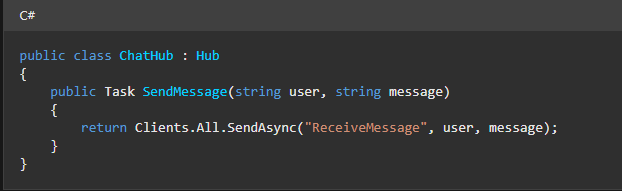 C#
public class ChatHub : Hub
{
    public Task SendMessage(string user, string message)
    {
        return Clients.All.SendAsync("ReceiveMessage", user, message);
    }
}